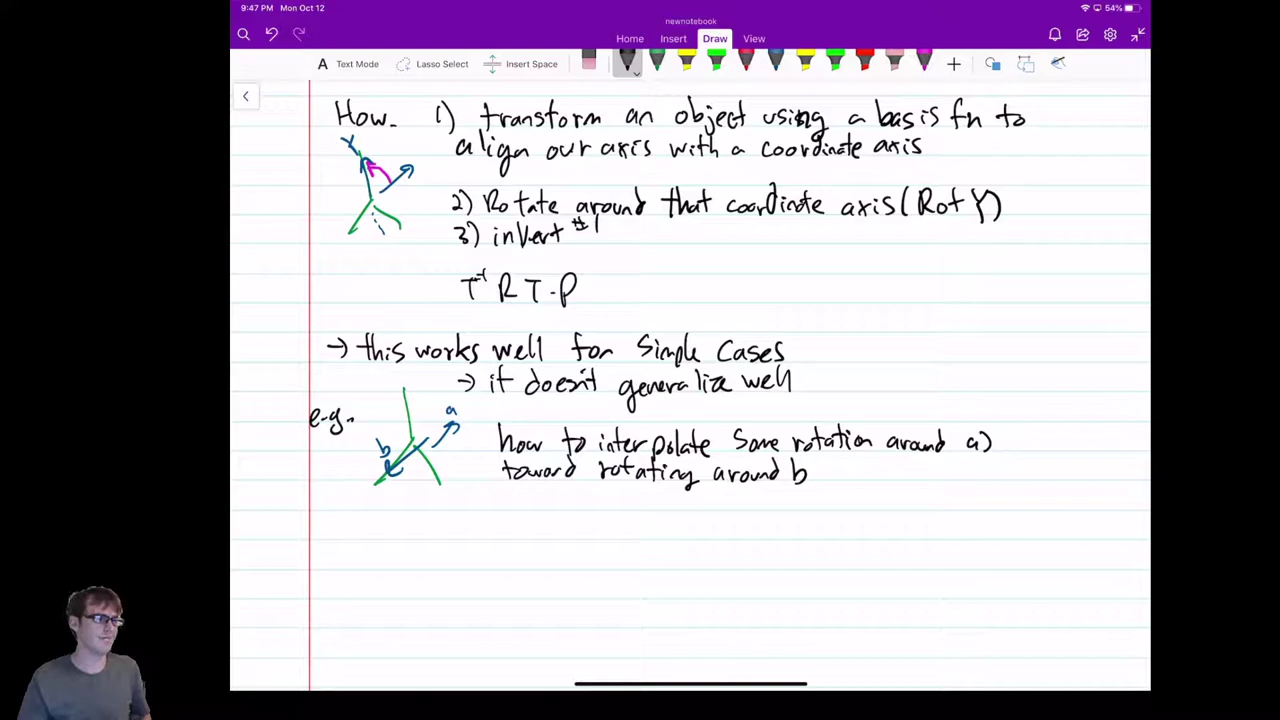 9:47 PM Mon Oct 12
54%
newnotebook
Home Insert Draw View
Text Mode Lasso Select Insert Space
How. 1) transform an object using a basis fn to
align our axis with a coordinate axis
Y
2) Rotate around that coordinate axis (Rot Y)
3) invert #1
T⁻¹ R T · P
→ this works well for Simple Cases
→ it doesn't generalize well
e.g.
a
b
how to interpolate some rotation around a)
toward rotating around b